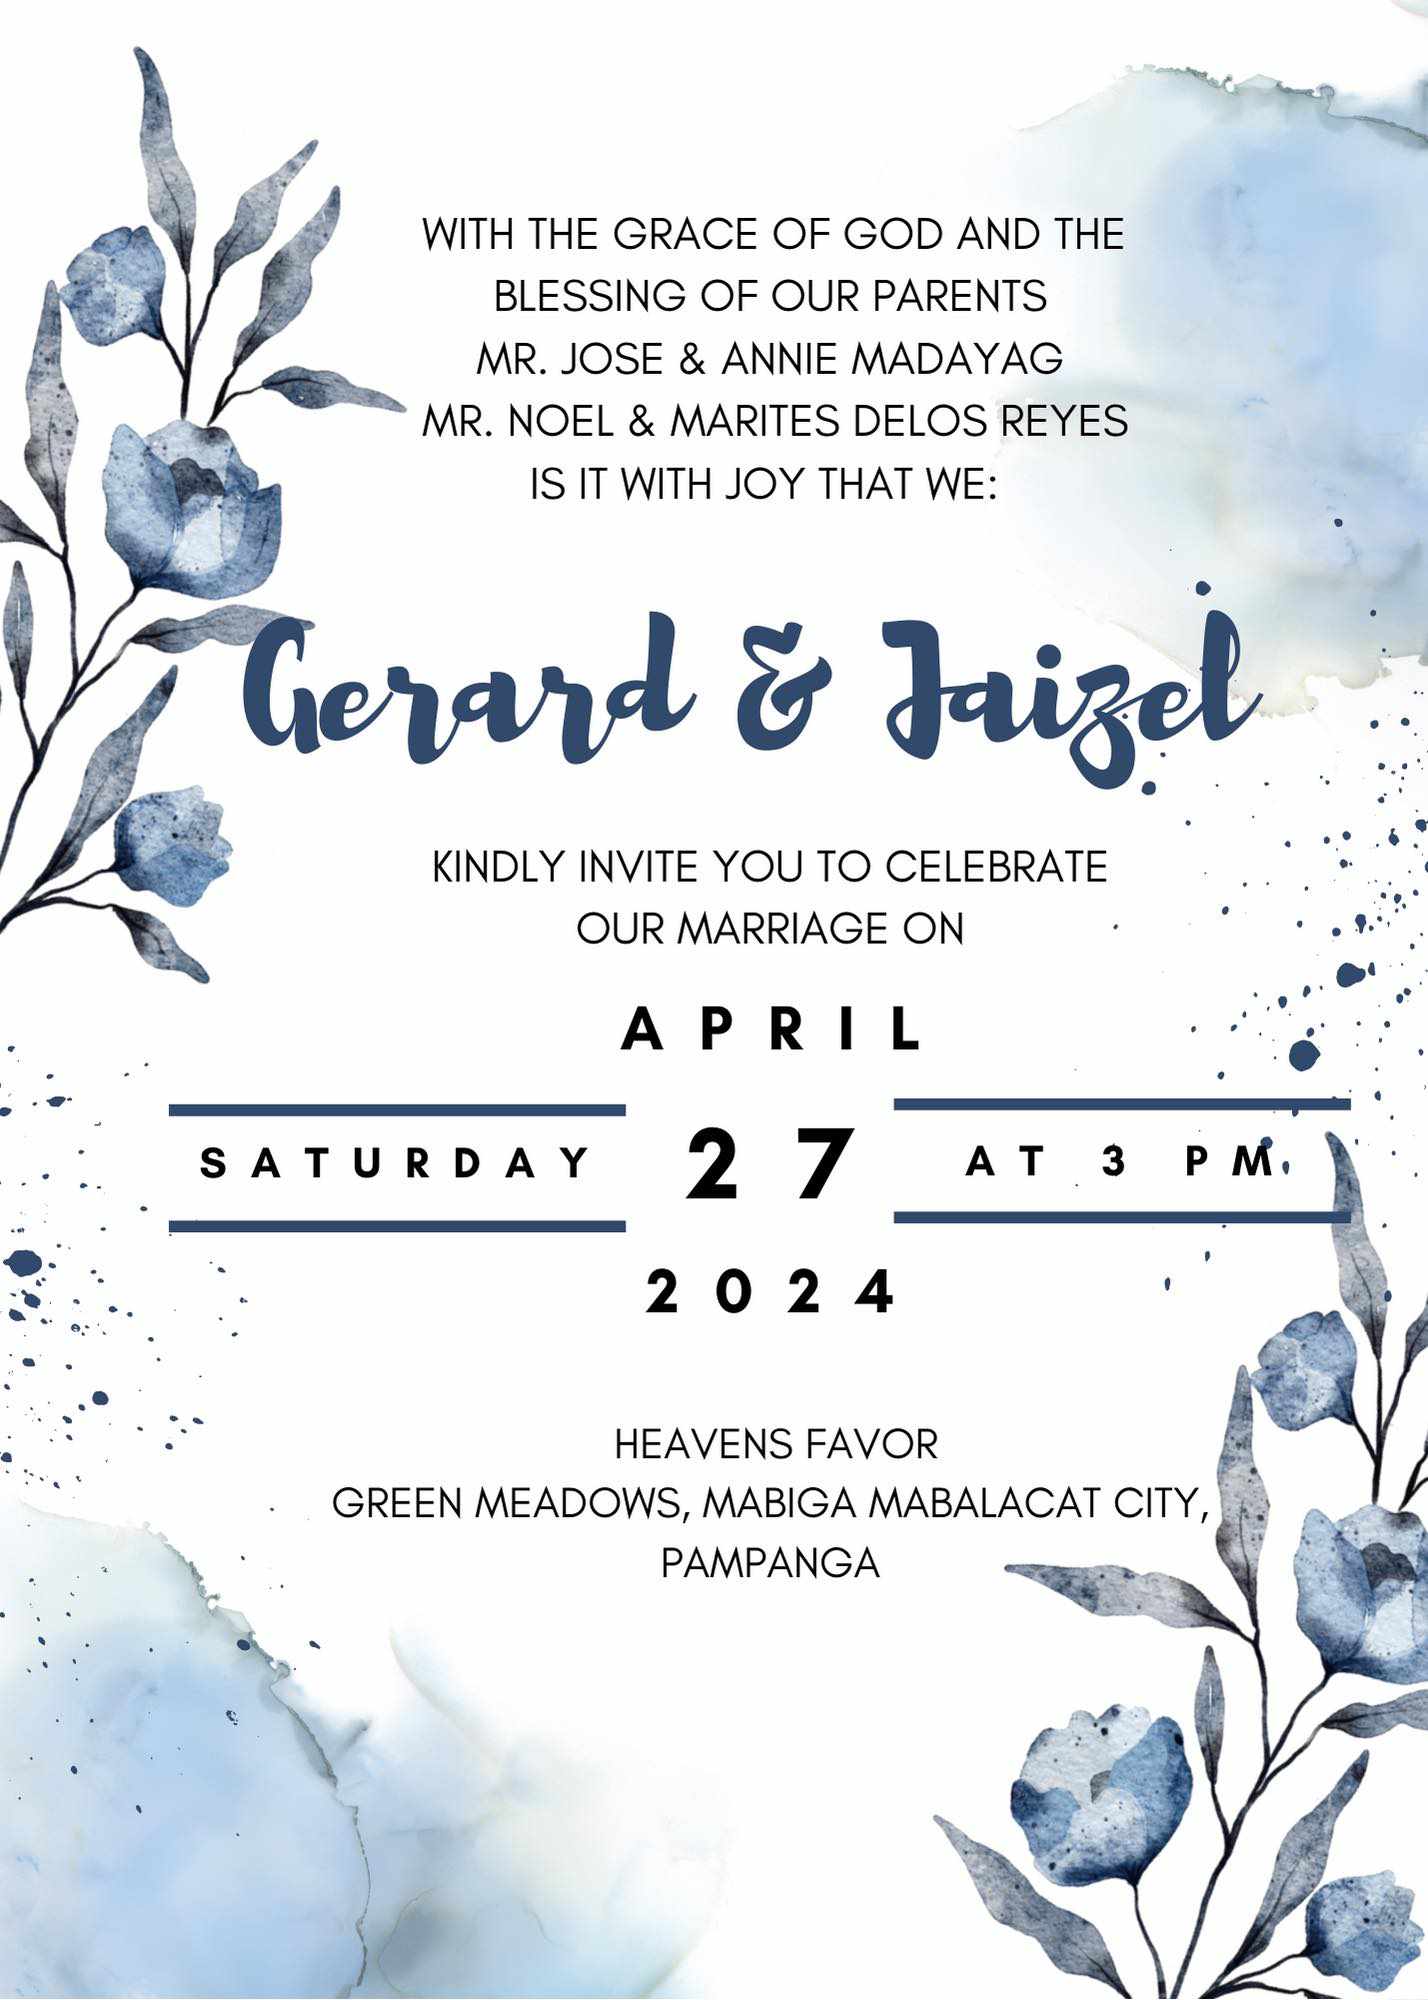 WITH THE GRACE OF GOD AND THE
BLESSING OF OUR PARENTS
MR. JOSE & ANNIE MADAYAG
MR. NOEL & MARITES DELOS REYES
IS IT WITH JOY THAT WE:
Gerard & Jaizel
KINDLY INVITE YOU TO CELEBRATE
OUR MARRIAGE ON
APRIL
SATURDAY 27 AT 3 PM
2024
HEAVENS FAVOR
GREEN MEADOWS, MABIGA MABALACAT CITY,
PAMPANGA